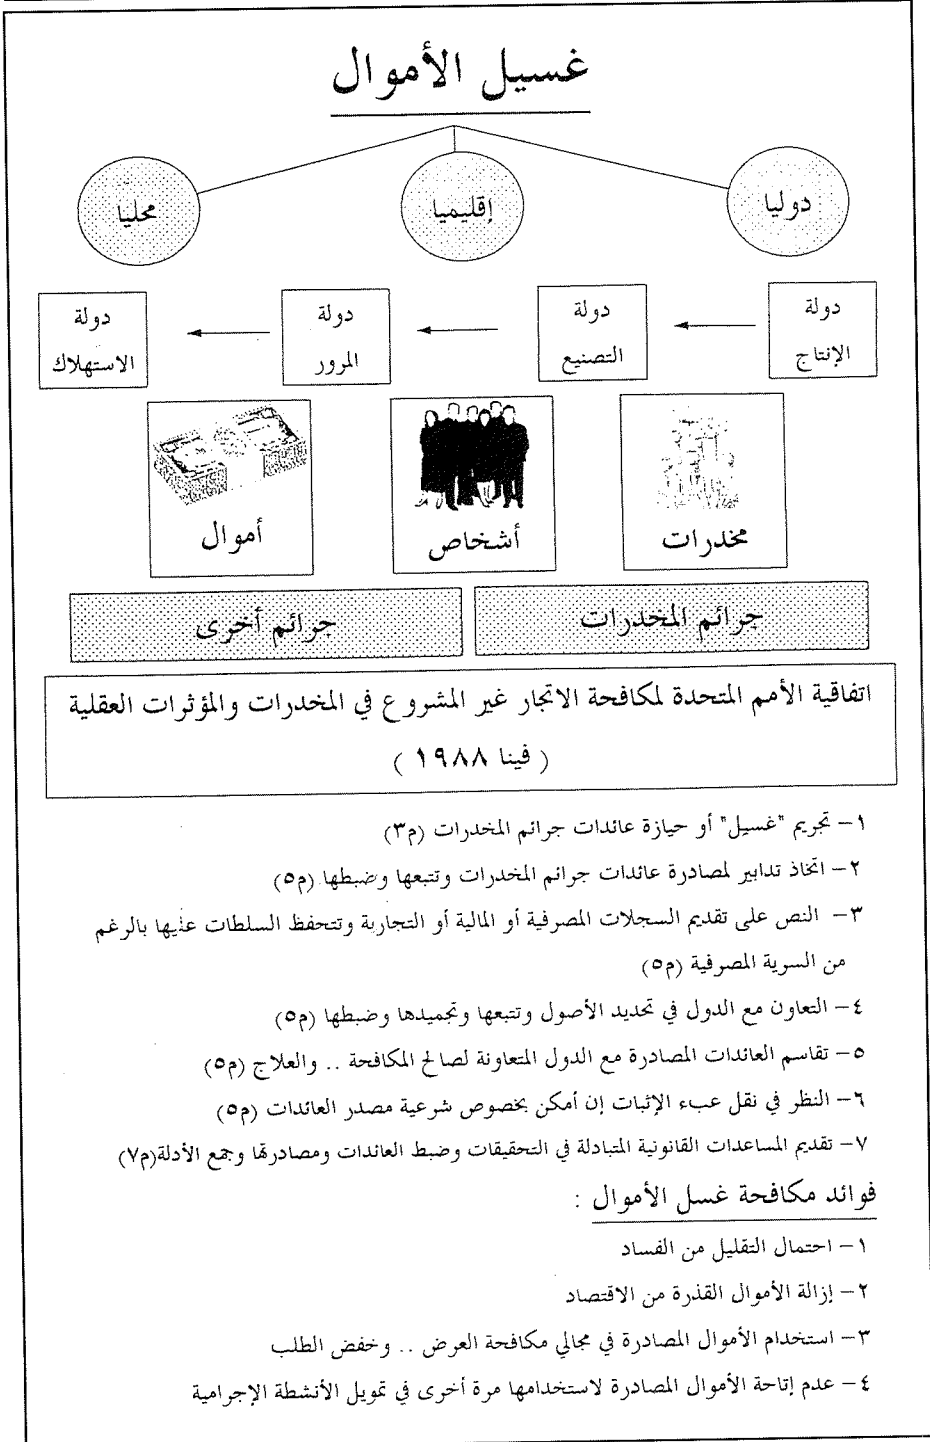 غسيل الأموال
دوليا
إقليميا
محليا
دولة
الإنتاج
دولة
التصنيع
دولة
المرور
دولة
الاستهلاك
مخدرات
أشخاص
أموال
جرائم المخدرات
جرائم أخرى
اتفاقية الأمم المتحدة لمكافحة الاتجار غير المشروع في المخدرات والمؤثرات العقلية
( فينا ١٩٨٨ )
١– تجريم "غسيل" أو حيازة عائدات جرائم المخدرات (م٣)
٢– اتخاذ تدابير لمصادرة عائدات جرائم المخدرات وتتبعها وضبطها (م٥)
٣– النص على تقديم السجلات المصرفية أو المالية أو التجارية وتتحفظ السلطات عليها بالرغم
من السرية المصرفية (م٥)
٤– التعاون مع الدول في تحديد الأصول وتتبعها وتجميدها وضبطها (م٥)
٥– تقاسم العائدات المصادرة مع الدول المتعاونة لصالح المكافحة .. والعلاج (م٥)
٦– النظر في نقل عبء الإثبات إن أمكن بخصوص شرعية مصدر العائدات (م٥)
٧– تقديم المساعدات القانونية المتبادلة في التحقيقات وضبط العائدات ومصادرتها وجمع الأدلة(م٧)
فوائد مكافحة غسل الأموال :
١– احتمال التقليل من الفساد
٢– إزالة الأموال القذرة من الاقتصاد
٣– استخدام الأموال المصادرة في مجالي مكافحة العرض .. وخفض الطلب
٤– عدم إتاحة الأموال المصادرة لاستخدامها مرة أخرى في تمويل الأنشطة الإجرامية